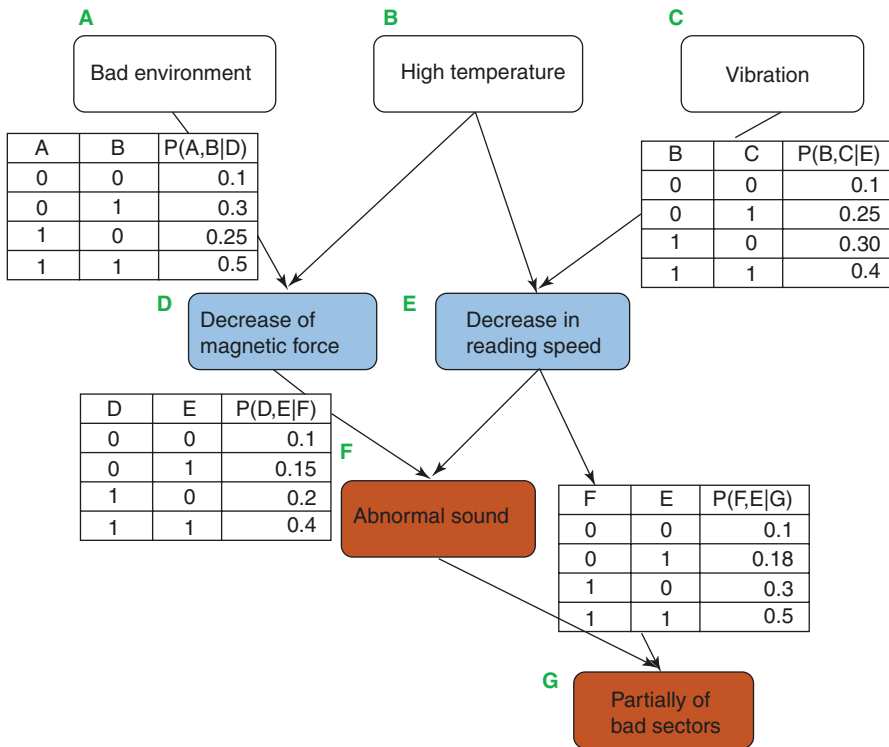 A
B
C
Bad environment
High temperature
Vibration
A B P(A,B|D)
0 0 0.1
0 1 0.3
1 0 0.25
1 1 0.5
B C P(B,C|E)
0 0 0.1
0 1 0.25
1 0 0.30
1 1 0.4
D
Decrease of
magnetic force
E
Decrease in
reading speed
D E P(D,E|F)
0 0 0.1
0 1 0.15
1 0 0.2
1 1 0.4
F
Abnormal sound
F E P(F,E|G)
0 0 0.1
0 1 0.18
1 0 0.3
1 1 0.5
G
Partially of
bad sectors